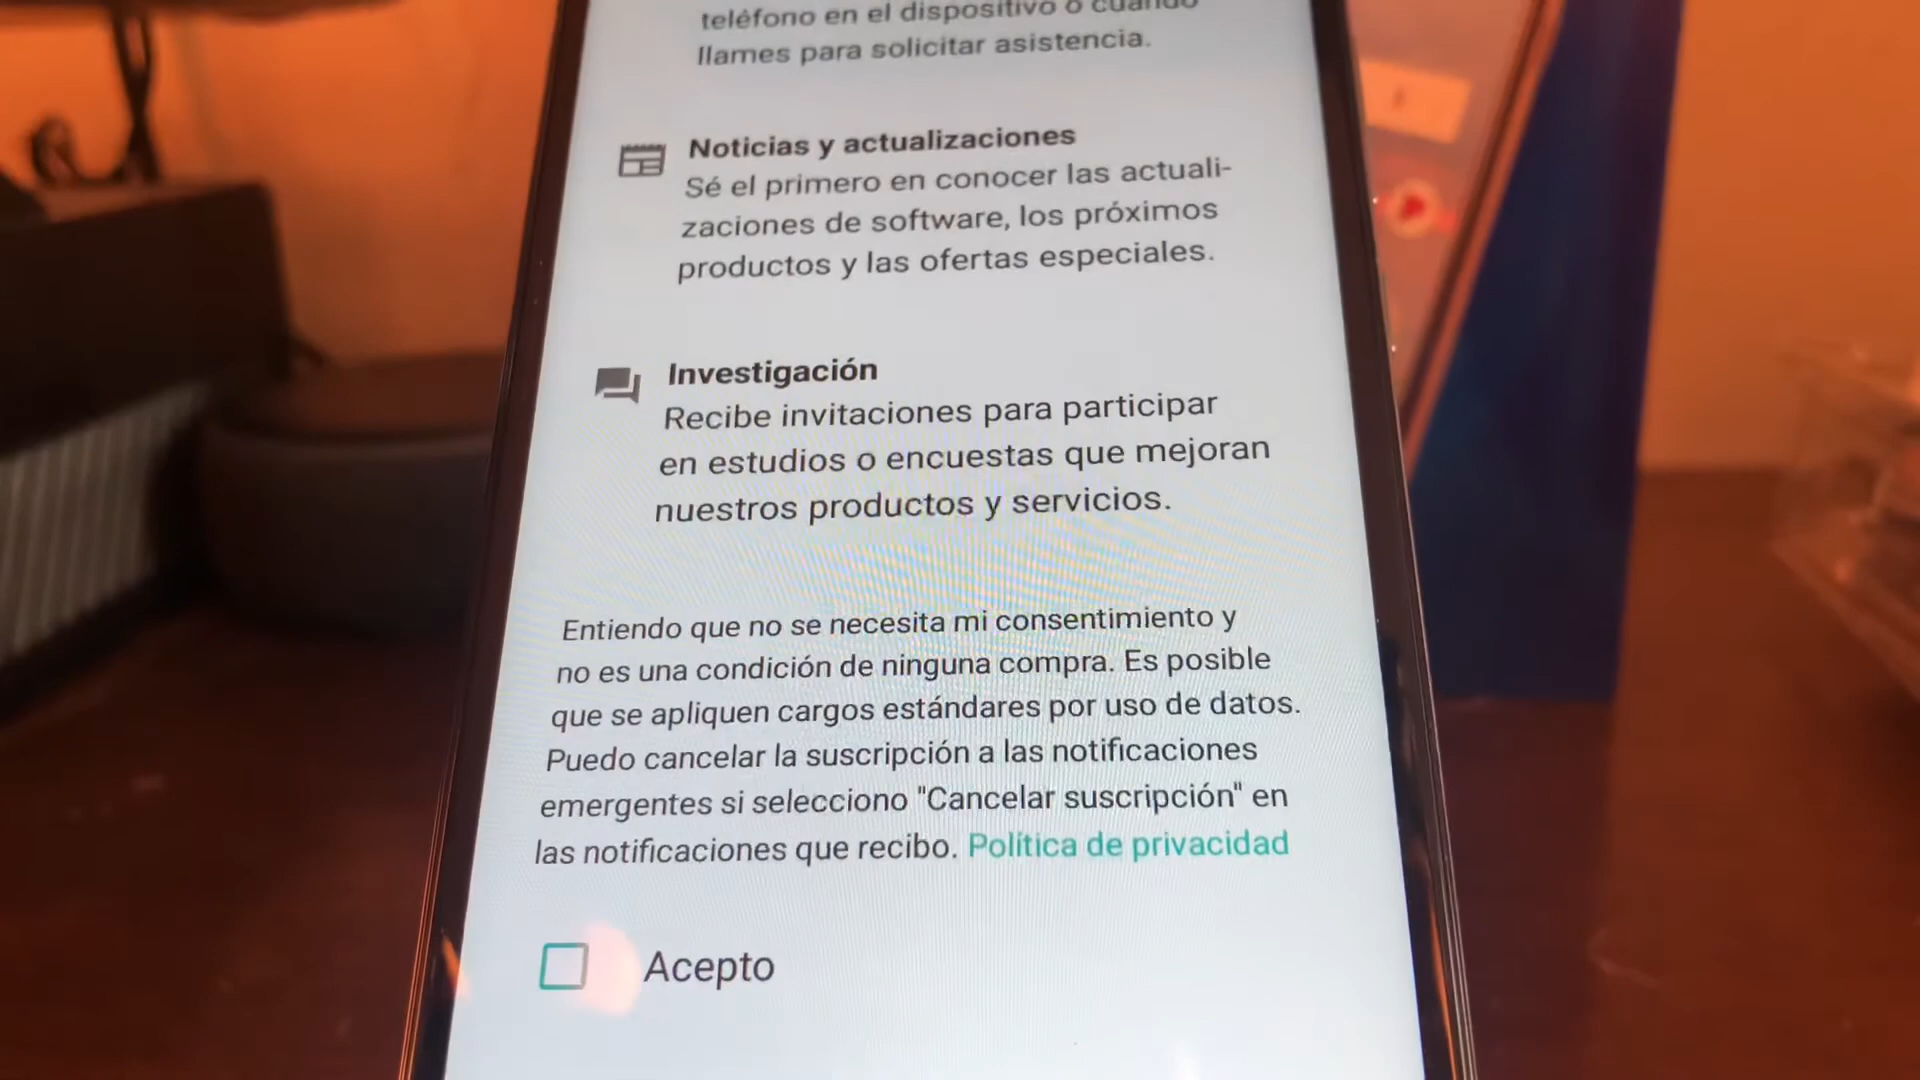 teléfono en el dispositivo o cuando
llames para solicitar asistencia.
Noticias y actualizaciones
Sé el primero en conocer las actuali-
zaciones de software, los próximos
productos y las ofertas especiales.
Investigación
Recibe invitaciones para participar
en estudios o encuestas que mejoran
nuestros productos y servicios.
Entiendo que no se necesita mi consentimiento y
no es una condición de ninguna compra. Es posible
que se apliquen cargos estándares por uso de datos.
Puedo cancelar la suscripción a las notificaciones
emergentes si selecciono "Cancelar suscripción" en
las notificaciones que recibo. Política de privacidad
Acepto